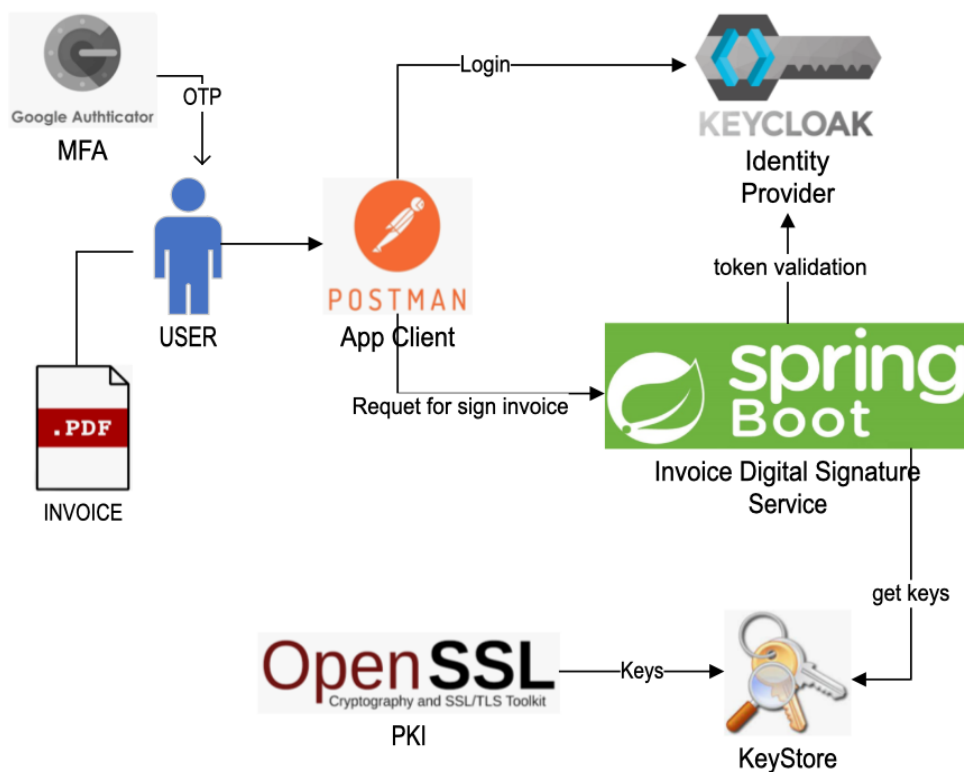 Google Authticator
MFA
OTP
Login
KEYCLOAK
Identity
Provider
token validation
USER
POSTMAN
App Client
Requet for sign invoice
.PDF
INVOICE
spring
Boot
Invoice Digital Signature
Service
get keys
OpenSSL
Cryptography and SSL/TLS Toolkit
PKI
Keys
KeyStore